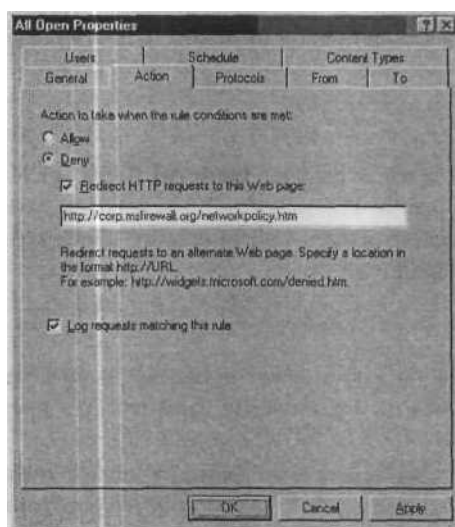 All Open Properties
Users Schedule Content Types
General Action Protocols From To
Action to take when the rule conditions are met:
Allow
Deny
Redirect HTTP requests to this Web page:
http://corp.msfirewall.org/networkpolicy.htm
Redirect requests to an alternate Web page. Specify a location in
the format http://URL.
For example: http://widgets.microsoft.com/denied.htm.
Log requests matching this rule
OK Cancel Apply